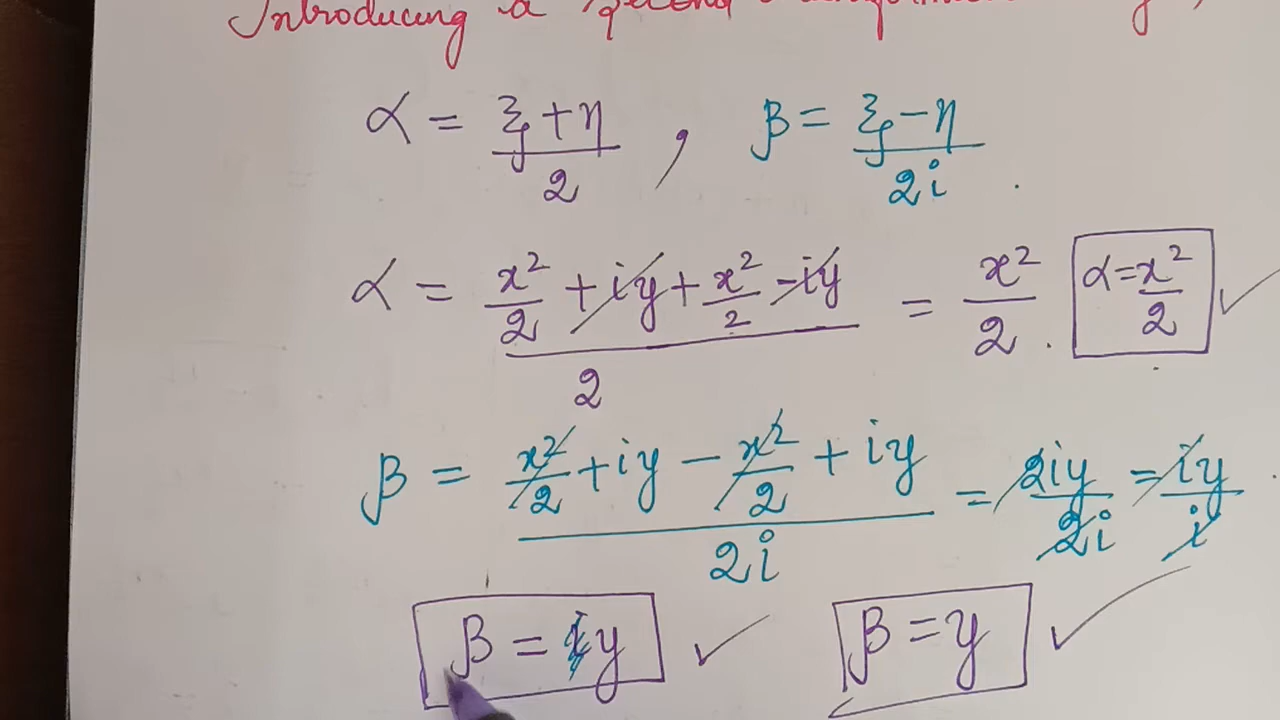 Introducing a second
α = (ξ + η)/2 , β = (ξ − η)/2i .
α = (x²/2 + iy + x²/2 − iy)/2 = x²/2 . α = x²/2
β = (x²/2 + iy − x²/2 + iy)/2i = 2iy/2i = iy/i
β = y β = y